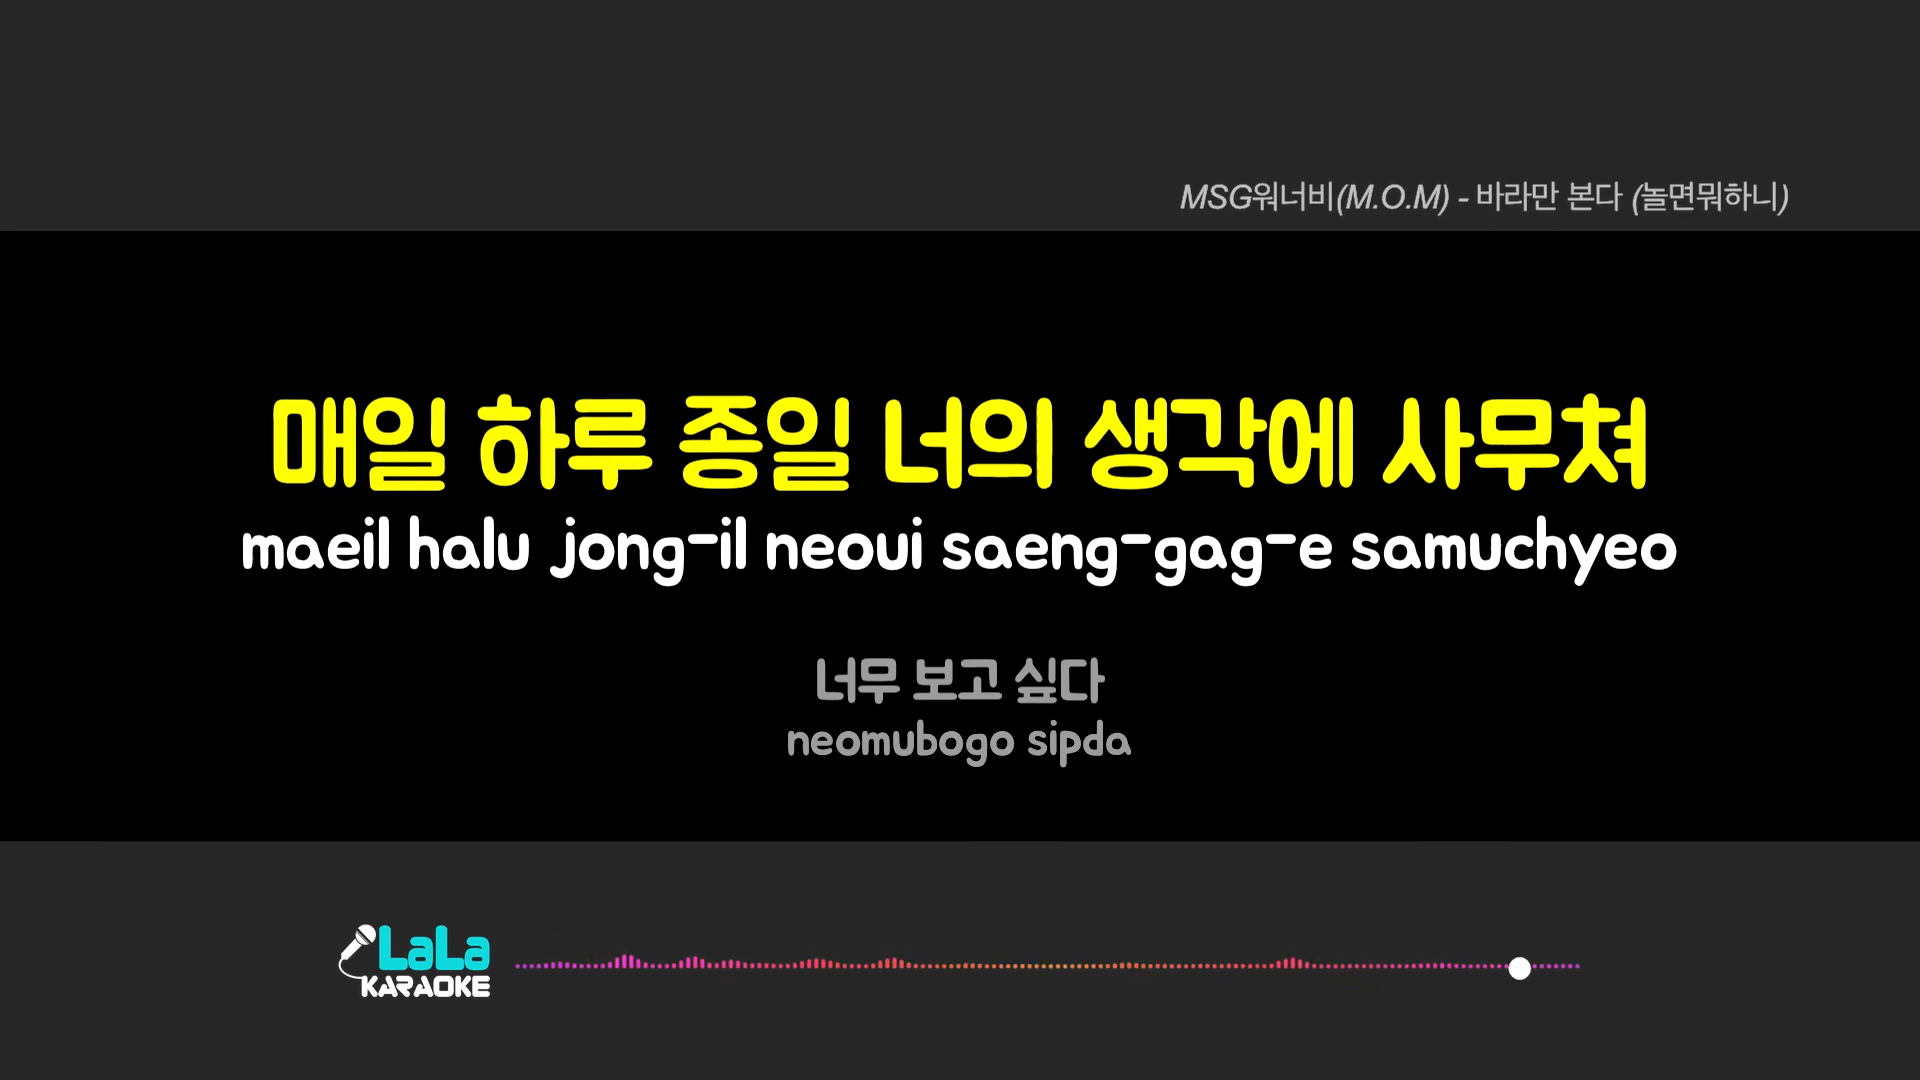 MSG워너비(M.O.M) - 바라만 본다 (놀면뭐하니)
매일 하루 종일 너의 생각에 사무쳐
maeil halu jong-il neoui saeng-gag-e samuchyeo
너무 보고 싶다
neomubogo sipda
LaLa
KARAOKE